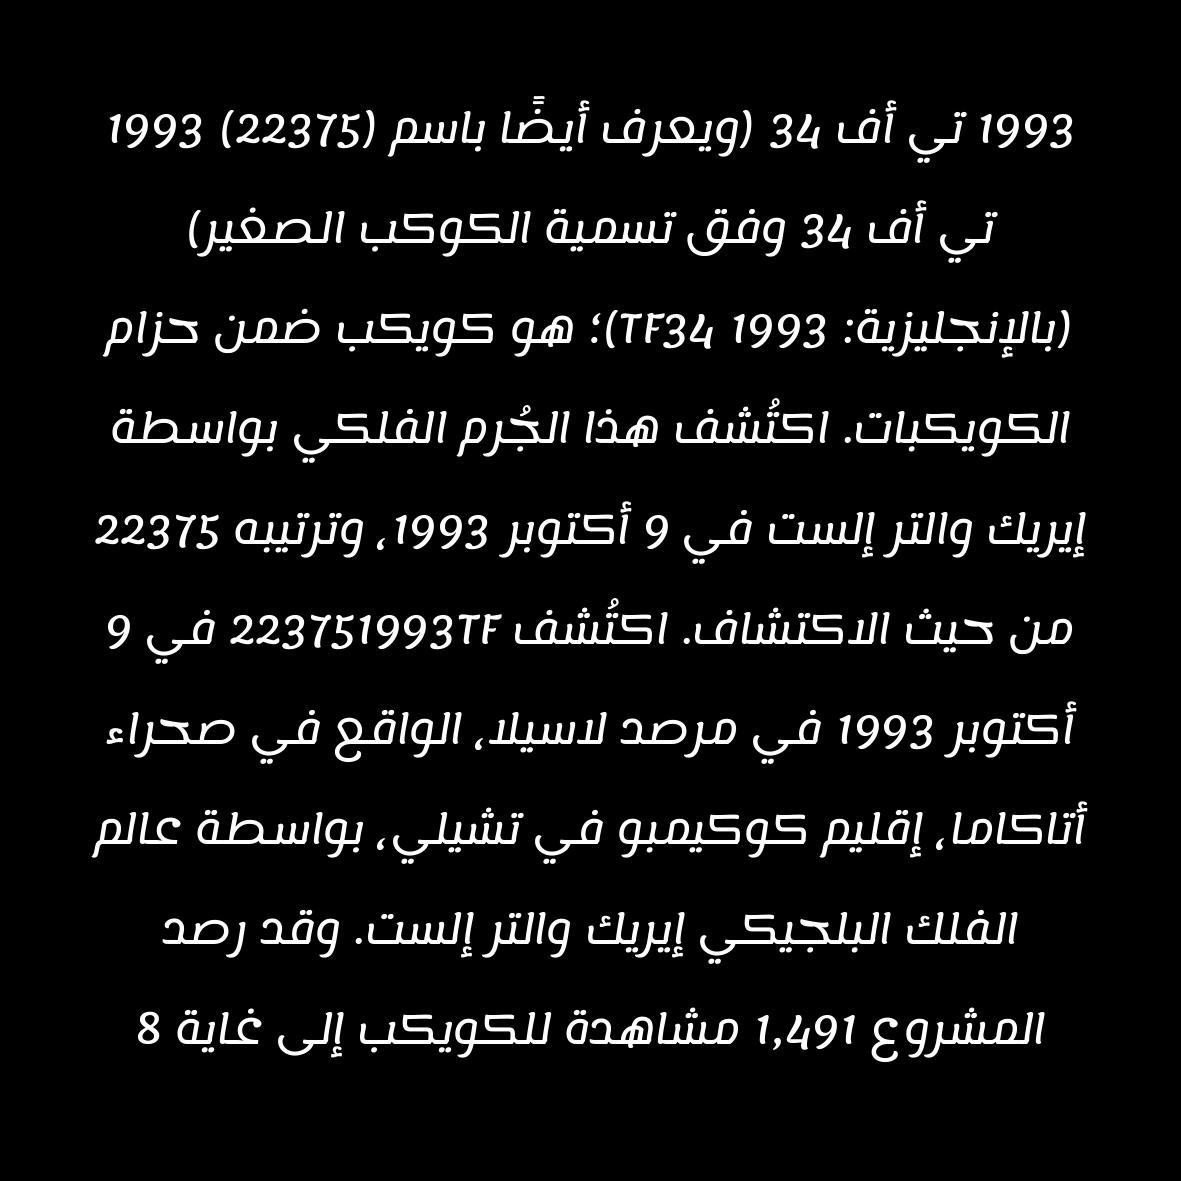 1993 تي أف 34 (ويعرف أيضًا باسم (22375) 1993
تي أف 34 وفق تسمية الكوكب الصغير)
(بالإنجليزية: 1993 TF34)؛ هو كويكب ضمن حزام
الكويكبات. اكتُشف هذا الجُرم الفلكي بواسطة
إيريك والتر إلست في 9 أكتوبر 1993، وترتيبه 22375
من حيث الاكتشاف. اكتُشف 223751993TF في 9
أكتوبر 1993 في مرصد لاسيلا، الواقع في صحراء
أتاكاما، إقليم كوكيمبو في تشيلي، بواسطة عالم
الفلك البلجيكي إيريك والتر إلست. وقد رصد
المشروع 1,491 مشاهدة للكويكب إلى غاية 8